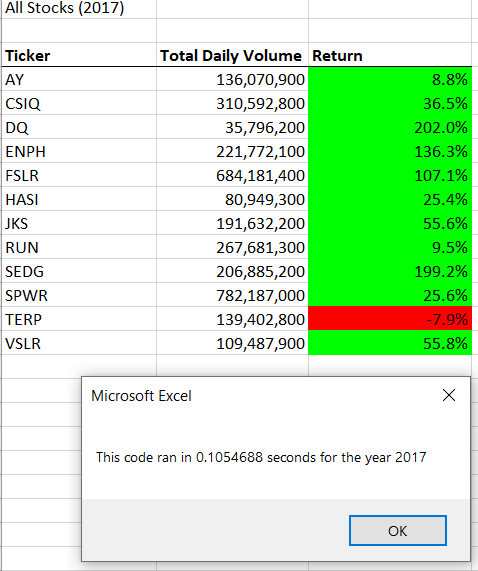 All Stocks (2017)
Ticker Total Daily Volume Return
AY 136,070,900 8.8%
CSIQ 310,592,800 36.5%
DQ 35,796,200 202.0%
ENPH 221,772,100 136.3%
FSLR 684,181,400 107.1%
HASI 80,949,300 25.4%
JKS 191,632,200 55.6%
RUN 267,681,300 9.5%
SEDG 206,885,200 199.2%
SPWR 782,187,000 25.6%
TERP 139,402,800 -7.9%
VSLR 109,487,900 55.8%
Microsoft Excel
This code ran in 0.1054688 seconds for the year 2017
OK